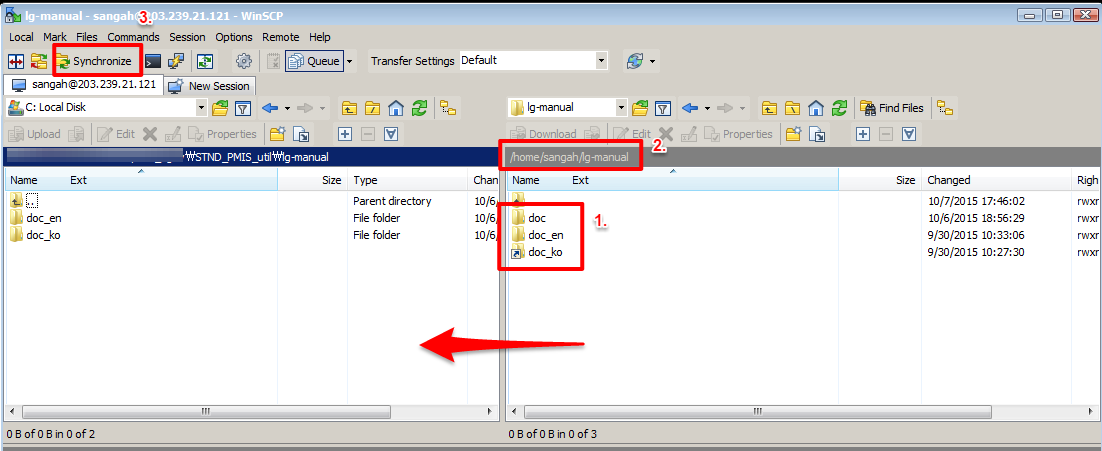 lg-manual - sangah@203.239.21.121 - WinSCP
3.
Local Mark Files Commands Session Options Remote Help
Synchronize Queue Transfer Settings Default
sangah@203.239.21.121 New Session
C: Local Disk lg-manual Find Files
Upload Edit Properties Download Edit Properties
₩STND_PMIS_util₩lg-manual /home/sangah/lg-manual 2.
Name Ext Size Type Chan Name Ext Size Changed Righ
.. Parent directory 10/6, 10/7/2015 17:46:02 rwxr
doc_en File folder 10/6, doc 10/6/2015 18:56:29 rwxr
1.
doc_ko File folder 10/6, doc_en 9/30/2015 10:33:06 rwxr
doc_ko 9/30/2015 10:27:30 rwxr
0 B of 0 B in 0 of 2 0 B of 0 B in 0 of 3